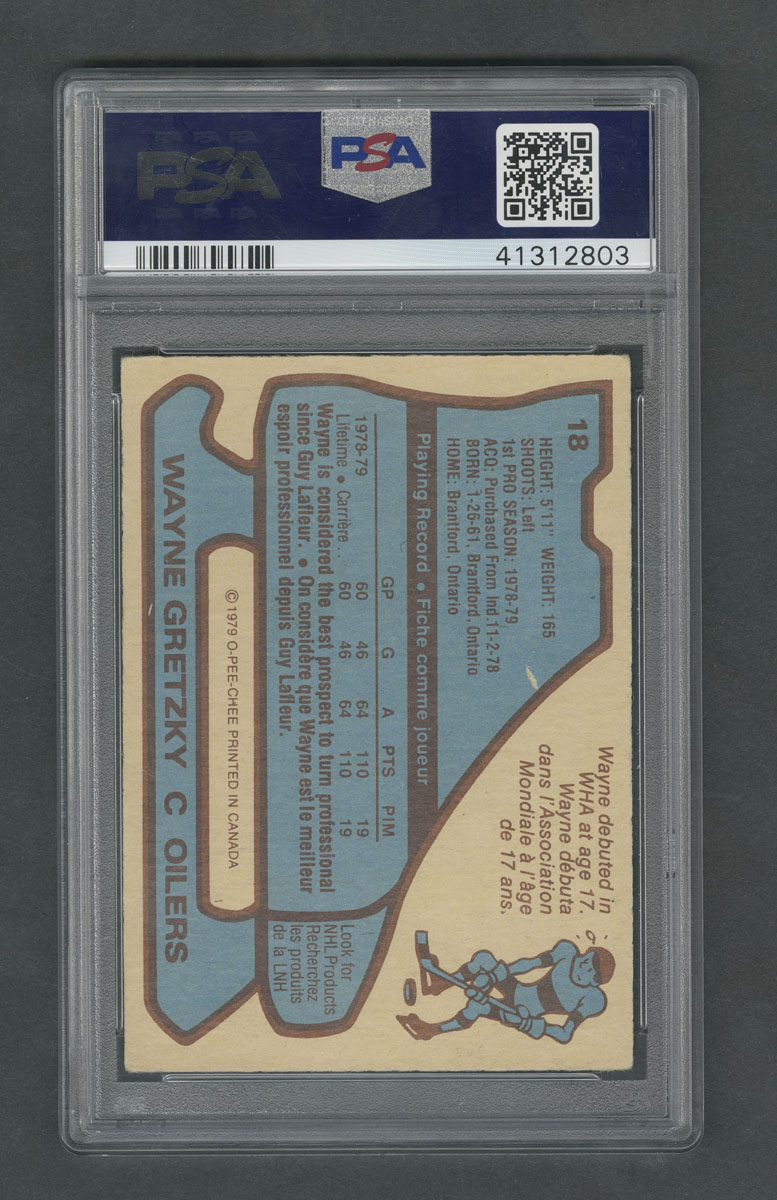 PSA
PSA
41312803
18
HEIGHT: 5'11" WEIGHT: 165
SHOOTS: Left
1st PRO SEASON: 1978-79
ACQ: Purchased From Ind. 11-2-78
BORN: 1-26-61, Brantford, Ontario
HOME: Brantford, Ontario
Wayne debuted in
WHA at age 17.
Wayne débuta
dans l'Association
Mondiale à l'âge
de 17 ans.
Playing Record • Fiche comme joueur
GP G A PTS PIM
1978-79 60 46 64 110 19
Lifetime • Carrière... 60 46 64 110 19
Wayne is considered the best prospect to turn professional
since Guy Lafleur. • On considère que Wayne est le meilleur
espoir professionnel depuis Guy Lafleur.
Look for
NHL Products
Recherchez
les produits
de la LNH
©1979 O-PEE-CHEE PRINTED IN CANADA
WAYNE GRETZKY C OILERS